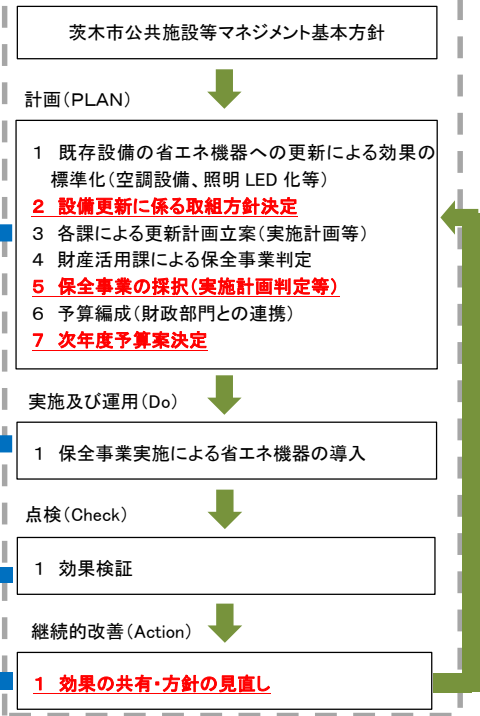 茨木市公共施設等マネジメント基本方針
計画(PLAN)
1 既存設備の省エネ機器への更新による効果の
標準化(空調設備、照明 LED 化等)
2 設備更新に係る取組方針決定
3 各課による更新計画立案(実施計画等)
4 財産活用課による保全事業判定
5 保全事業の採択(実施計画判定等)
6 予算編成(財政部門との連携)
7 次年度予算案決定
実施及び運用(Do)
1 保全事業実施による省エネ機器の導入
点検(Check)
1 効果検証
継続的改善(Action)
1 効果の共有・方針の見直し